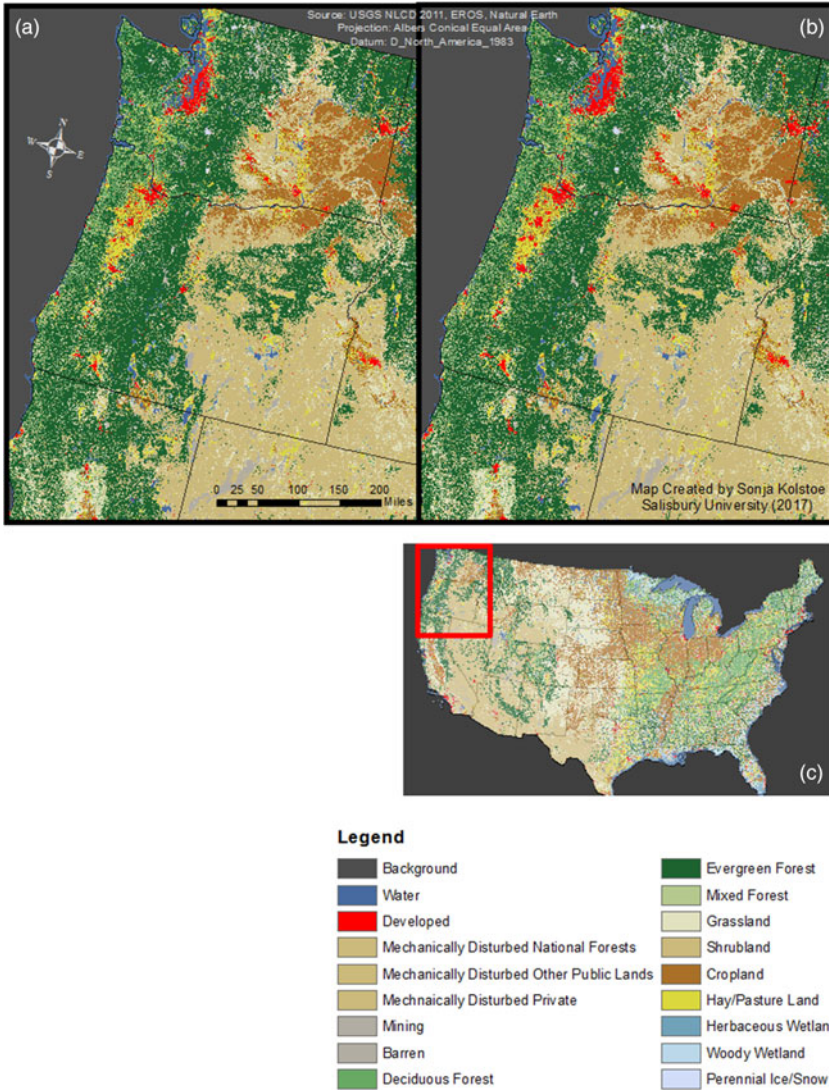 (a)
Source: USGS NLCD 2011, EROS, Natural Earth
Projection: Albers Conical Equal Area
Datum: D_North_America_1983
(b)
N
W
E
S
0 25 50 100 150 200
Miles
Map Created by Sonja Kolstoe
Salisbury University (2017)
(c)
Legend
Background
Water
Developed
Mechanically Disturbed National Forests
Mechanically Disturbed Other Public Lands
Mechnaically Disturbed Private
Mining
Barren
Deciduous Forest
Evergreen Forest
Mixed Forest
Grassland
Shrubland
Cropland
Hay/Pasture Land
Herbaceous Wetlan
Woody Wetland
Perennial Ice/Snow